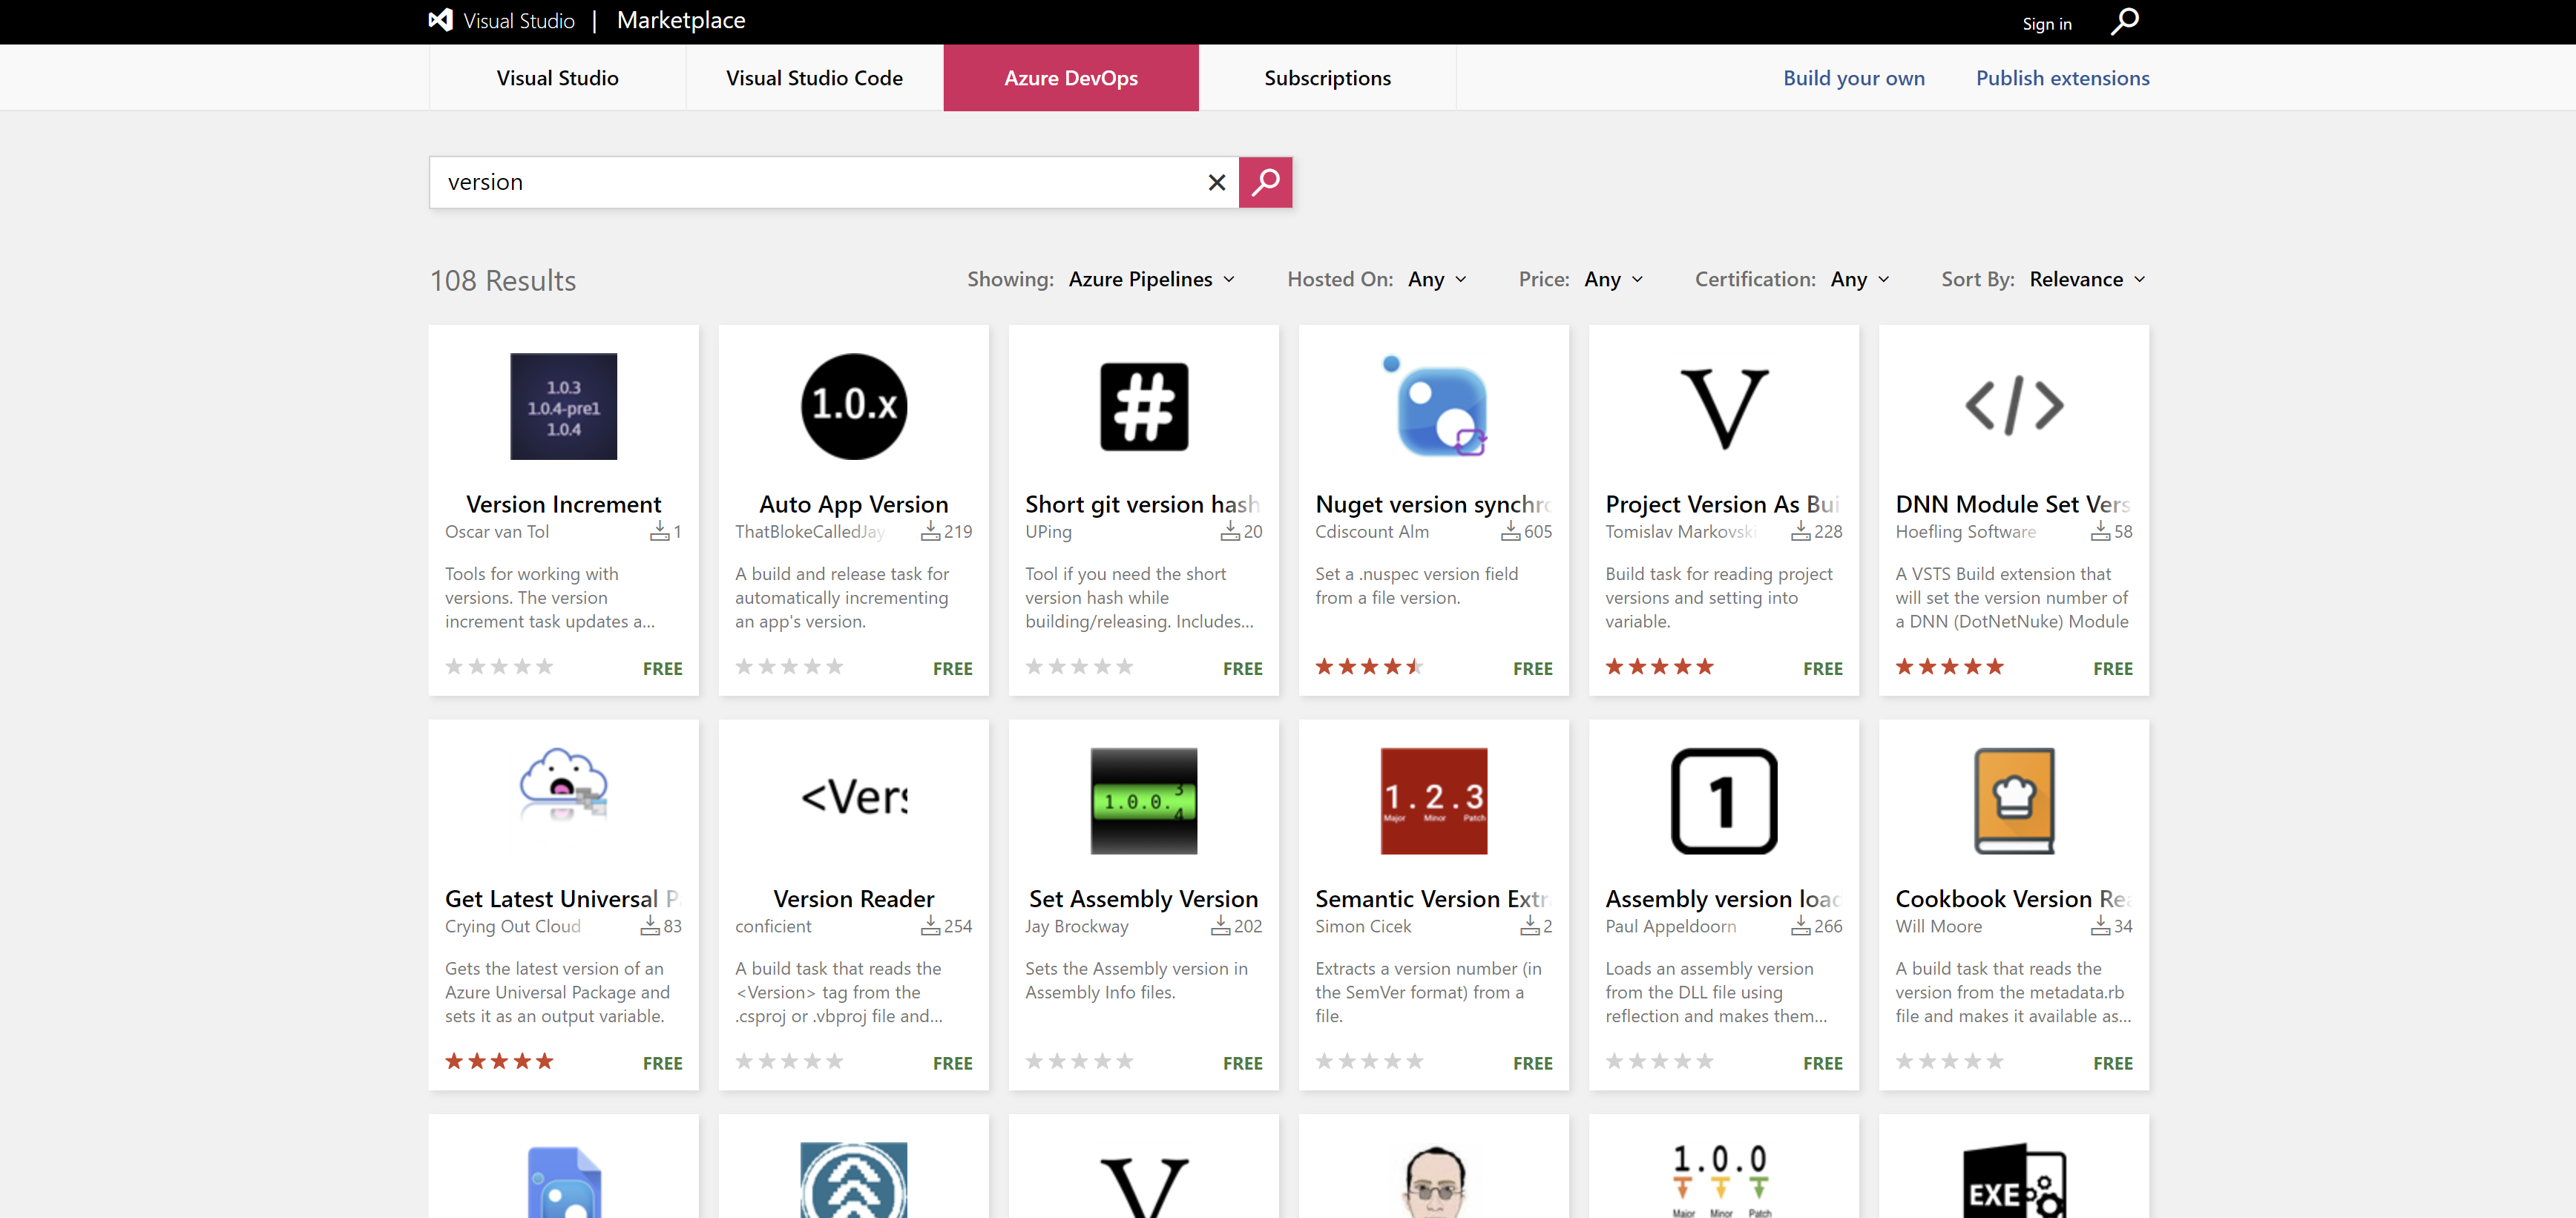 Visual Studio | Marketplace
Sign in
Visual Studio
Visual Studio Code
Azure DevOps
Subscriptions
Build your own
Publish extensions
version
108 Results
Showing: Azure Pipelines
Hosted On: Any
Price: Any
Certification: Any
Sort By: Relevance
1.0.3
1.0.4-pre1
1.0.4
Version Increment
Oscar van Tol 1
Tools for working with
versions. The version
increment task updates a...
FREE
1.0.x
Auto App Version
ThatBlokeCalledJay 219
A build and release task for
automatically incrementing
an app's version.
FREE
#
Short git version hash
UPing 20
Tool if you need the short
version hash while
building/releasing. Includes...
FREE
Nuget version synchro
Cdiscount Alm 605
Set a .nuspec version field
from a file version.
FREE
V
Project Version As Bui
Tomislav Markovski 228
Build task for reading project
versions and setting into
variable.
FREE
</>
DNN Module Set Vers
Hoefling Software 58
A VSTS Build extension that
will set the version number of
a DNN (DotNetNuke) Module
FREE
Get Latest Universal P
Crying Out Cloud 83
Gets the latest version of an
Azure Universal Package and
sets it as an output variable.
FREE
<Vers
Version Reader
conficient 254
A build task that reads the
<Version> tag from the
.csproj or .vbproj file and...
FREE
1.0.0. 3
4
Set Assembly Version
Jay Brockway 202
Sets the Assembly version in
Assembly Info files.
FREE
1.2.3
Major Minor Patch
Semantic Version Extr
Simon Cicek 2
Extracts a version number (in
the SemVer format) from a
file.
FREE
1
Assembly version load
Paul Appeldoorn 266
Loads an assembly version
from the DLL file using
reflection and makes them...
FREE
Cookbook Version Rea
Will Moore 34
A build task that reads the
version from the metadata.rb
file and makes it available as...
FREE
V
1.0.0
Major Minor Patch
EXE